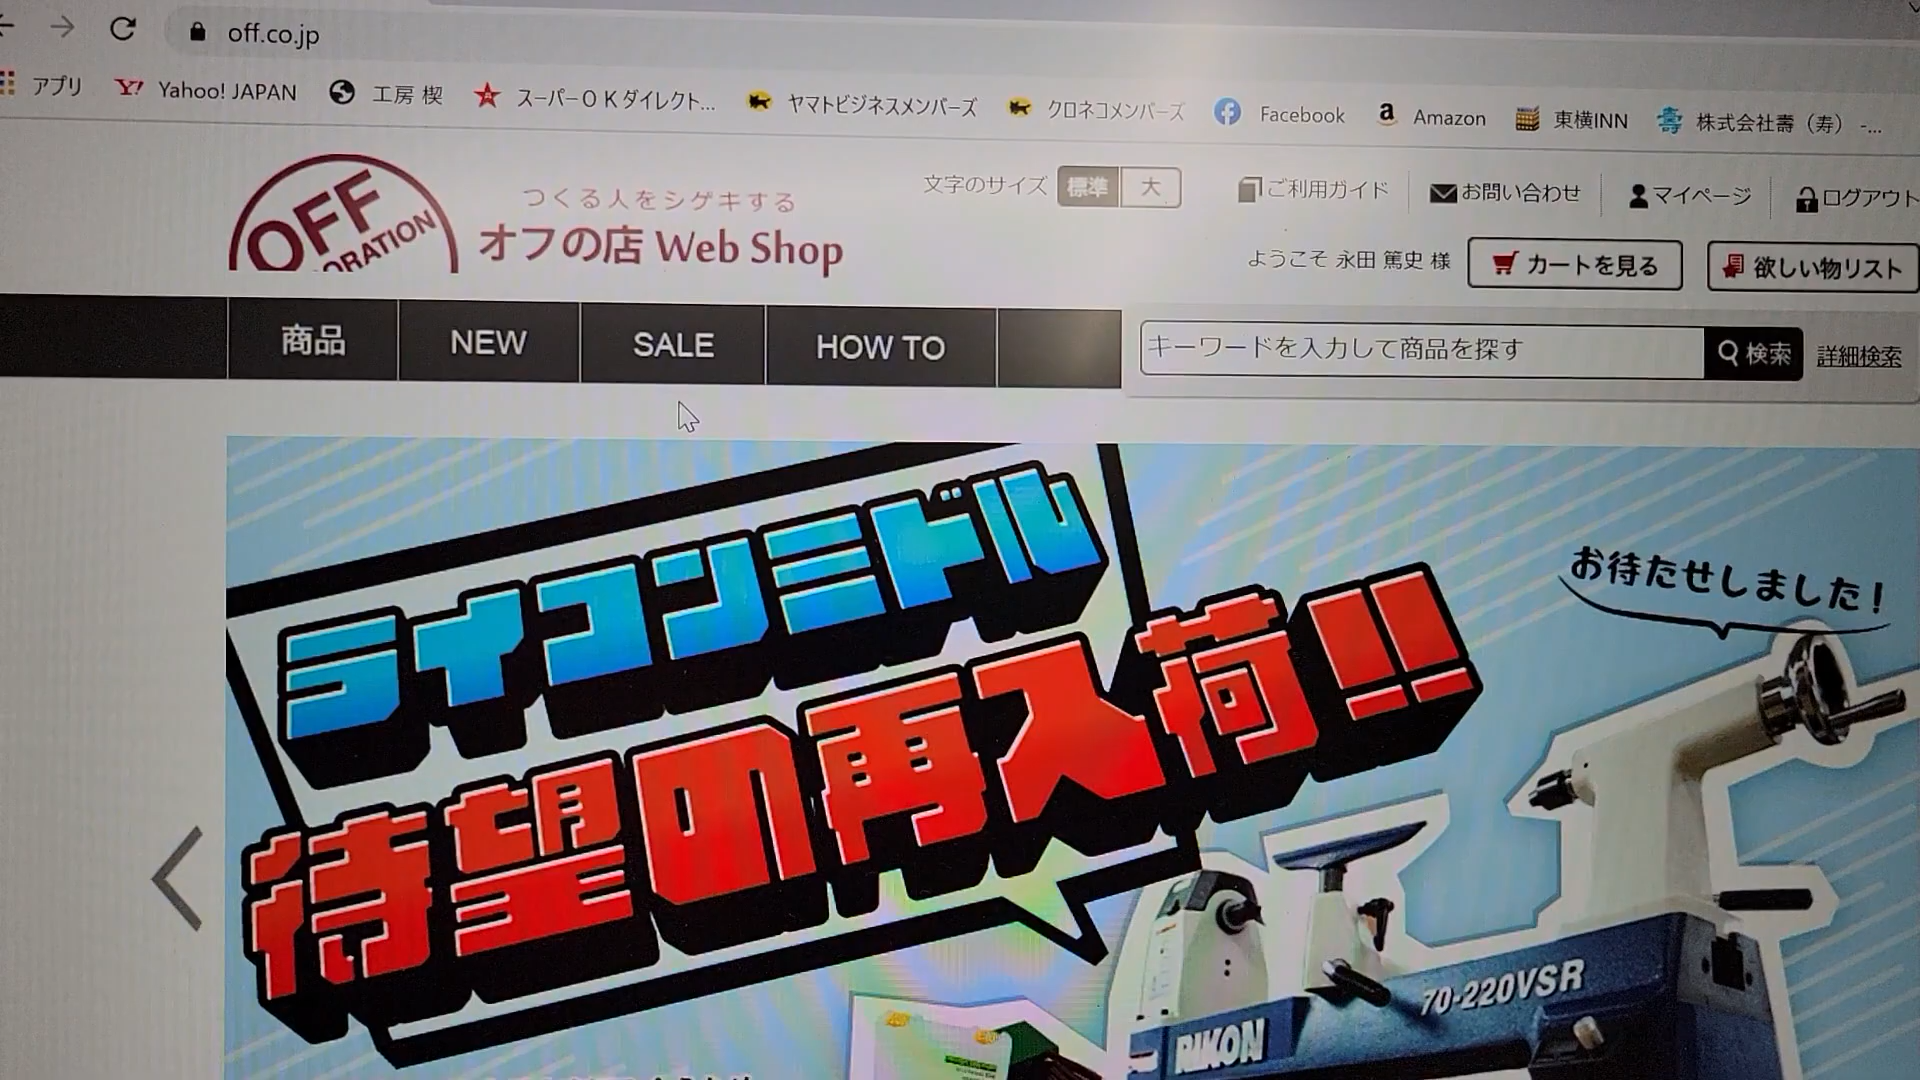 off.co.jp
アプリ Yahoo! JAPAN 工房 楔 スーパーOKダイレクト... ヤマトビジネスメンバーズ クロネコメンバーズ Facebook Amazon 東横INN 株式会社壽（寿） -...
OFF
ORATION
つくる人をシゲキする
オフの店 Web Shop
文字のサイズ 標準 大
ご利用ガイド お問い合わせ マイページ ログアウト
ようこそ 永田 篤史 様 カートを見る 欲しい物リスト
商品 NEW SALE HOW TO
キーワードを入力して商品を探す 検索 詳細検索
ライコンミドル
待望の再入荷!!
お待たせしました！
70-220VSR
RIKON